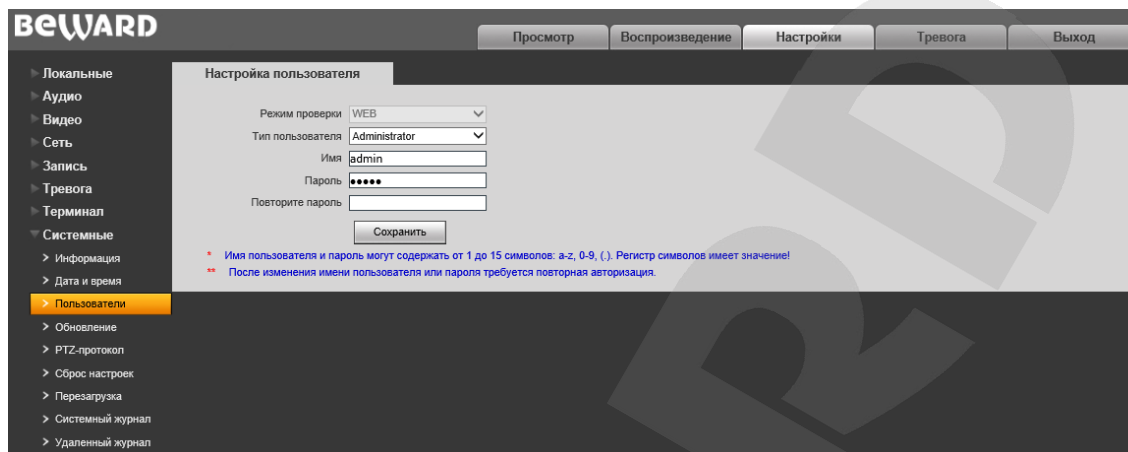 BEWARD
Просмотр Воспроизведение Настройки Тревога Выход
Локальные
Аудио
Видео
Сеть
Запись
Тревога
Терминал
Системные
Информация
Дата и время
Пользователи
Обновление
PTZ-протокол
Сброс настроек
Перезагрузка
Системный журнал
Удаленный журнал
Настройка пользователя
Режим проверки WEB
Тип пользователя Administrator
Имя admin
Пароль •••••
Повторите пароль
Сохранить
* Имя пользователя и пароль могут содержать от 1 до 15 символов: a-z, 0-9, (.). Регистр символов имеет значение!
** После изменения имени пользователя или пароля требуется повторная авторизация.